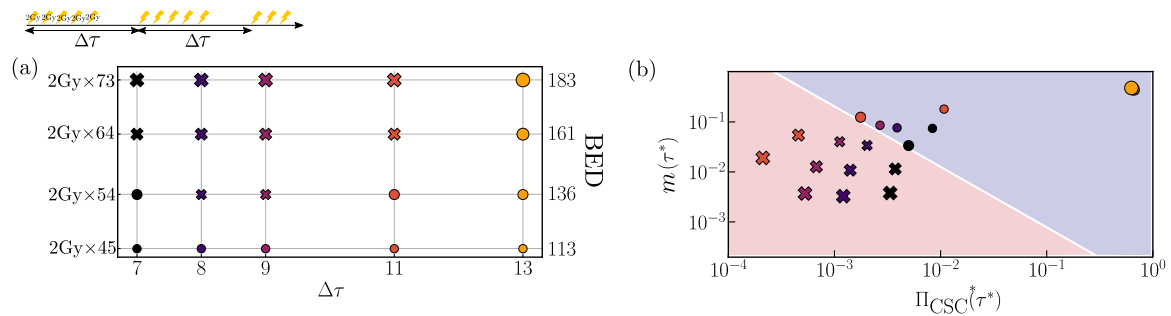 2Gy 2Gy 2Gy 2Gy 2Gy
Δτ Δτ
(a)
2Gy×73 183
2Gy×64 161
2Gy×54 136
2Gy×45 113
BED
7 8 9 11 13
Δτ
(b)
10⁻¹
10⁻²
10⁻³
m(τ*)
10⁻⁴ 10⁻³ 10⁻² 10⁻¹ 10⁰
Π_CSC*(τ*)